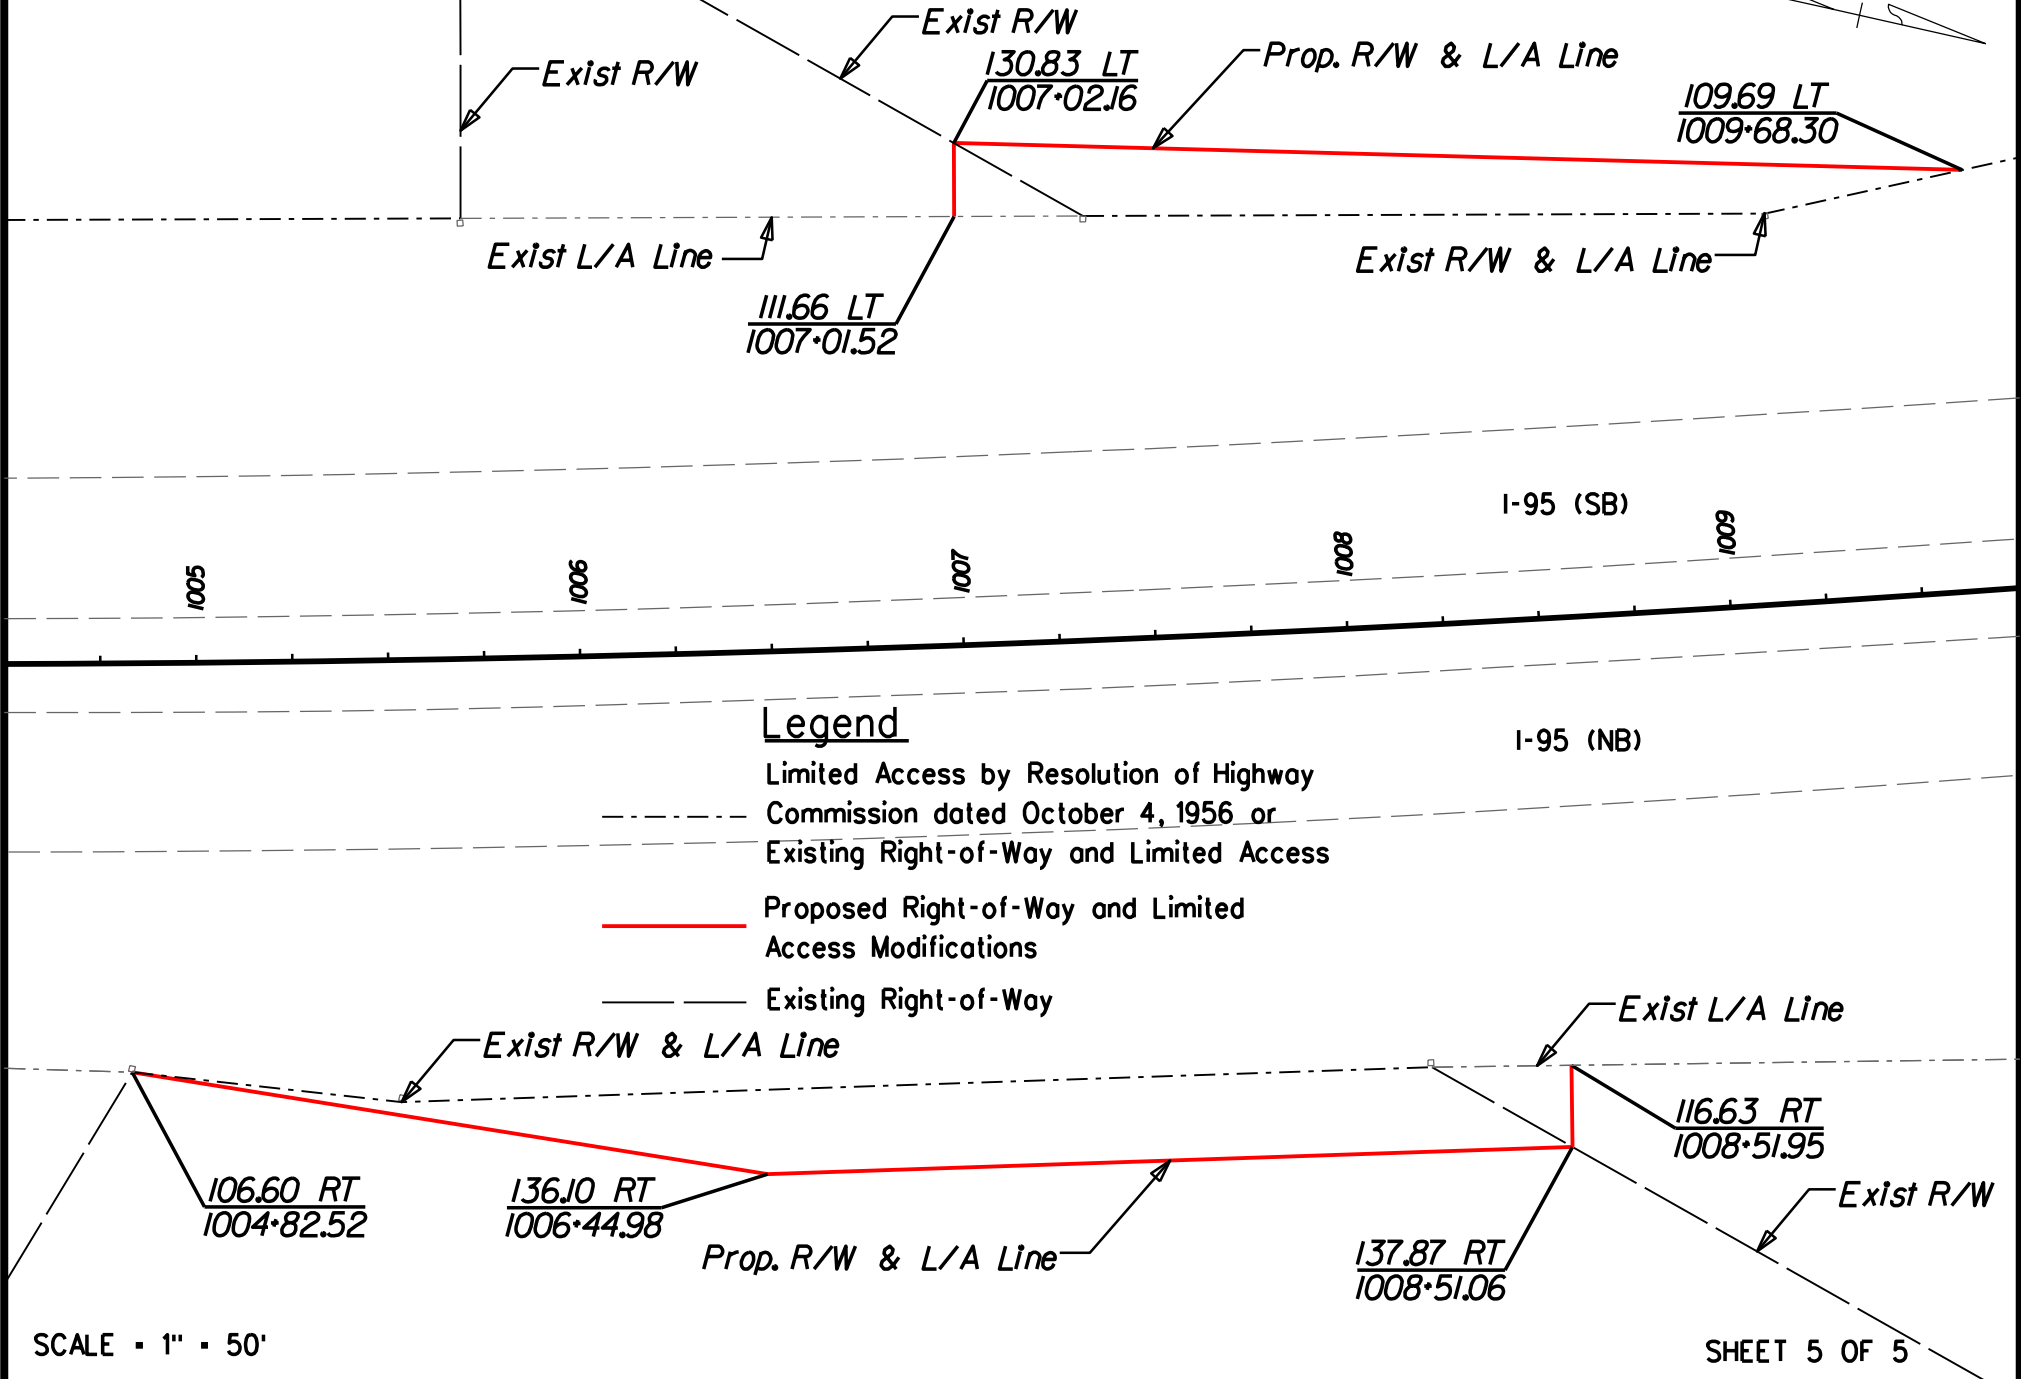 Exist R/W
Exist R/W
130.83 LT
1007+02.16
Prop. R/W & L/A Line
109.69 LT
1009+68.30
Exist L/A Line
Exist R/W & L/A Line
111.66 LT
1007+01.52
I-95 (SB)
1005
1006
1007
1008
1009
I-95 (NB)
Legend
Limited Access by Resolution of Highway
Commission dated October 4, 1956 or
Existing Right-of-Way and Limited Access
Proposed Right-of-Way and Limited
Access Modifications
Existing Right-of-Way
Exist R/W & L/A Line
Exist L/A Line
116.63 RT
1008+51.95
106.60 RT
1004+82.52
136.10 RT
1006+44.98
Exist R/W
Prop. R/W & L/A Line
137.87 RT
1008+51.06
SCALE = 1" = 50'
SHEET 5 OF 5